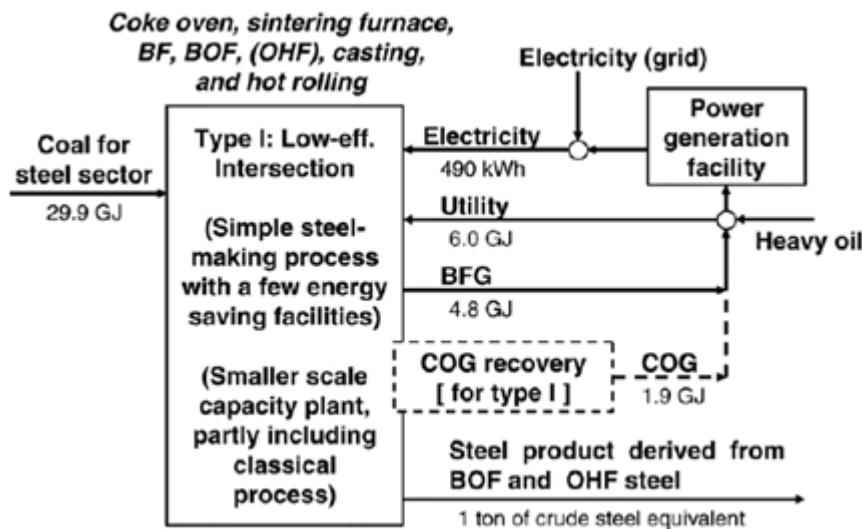 Coke oven, sintering furnace,
BF, BOF, (OHF), casting,
and hot rolling
Electricity (grid)
Power
generation
facility
Coal for
steel sector
29.9 GJ
Type I: Low-eff.
Intersection
(Simple steel-
making process
with a few energy
saving facilities)
(Smaller scale
capacity plant,
partly including
classical
process)
Electricity
490 kWh
Utility
6.0 GJ
Heavy oil
BFG
4.8 GJ
COG recovery
[ for type I ]
COG
1.9 GJ
Steel product derived from
BOF and OHF steel
1 ton of crude steel equivalent